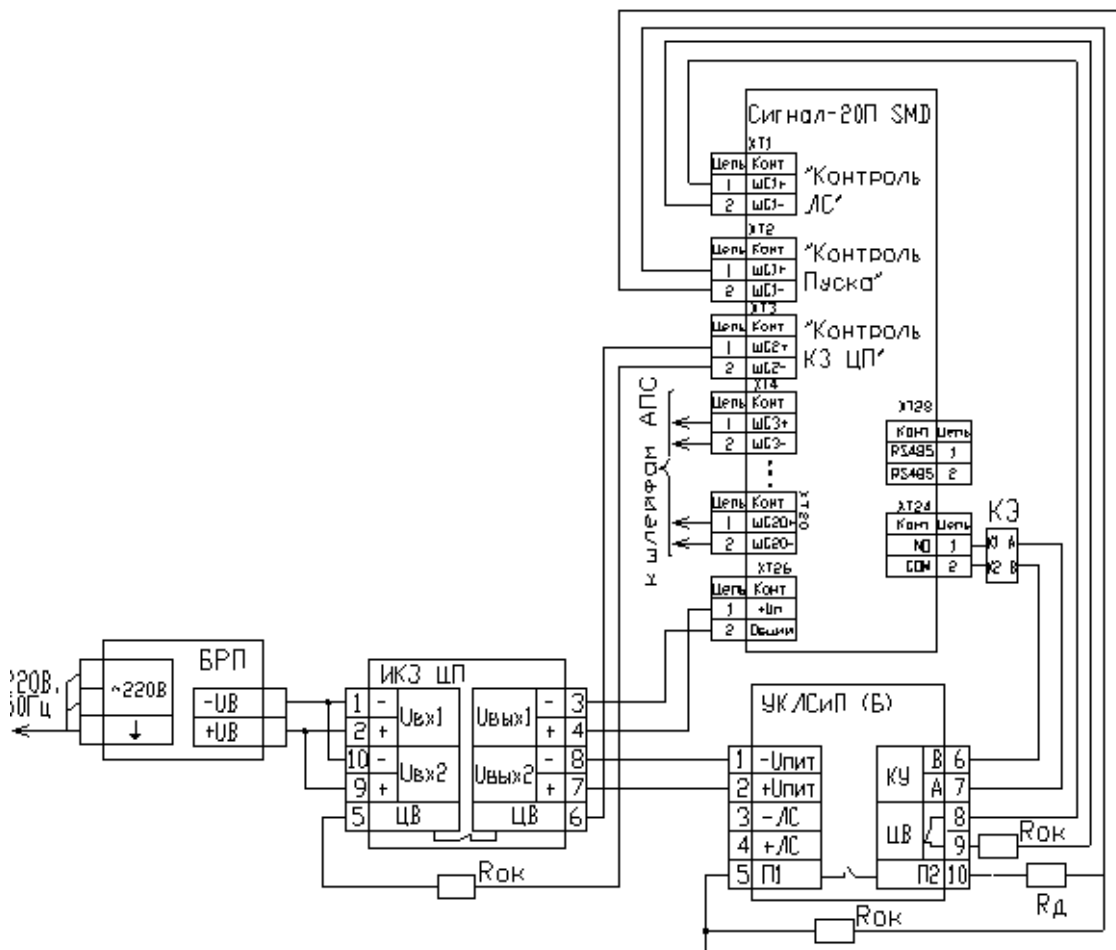 Сигнал-20П SMD
XT1
Цепь Конт
1 ШС1+
2 ШС1-
"Контроль
ЛС"
XT2
Цепь Конт
1 ШС1+
2 ШС1-
"Контроль
Пуска"
XT3
Цепь Конт
1 ШС2+
2 ШС2-
"Контроль
КЗ ЦП"
XT4
Цепь Конт
1 ШС3+
2 ШС3-
к шлейфам АПС
XT20
Цепь Конт
1 ШС20+
2 ШС20-
XT26
Цепь Конт
1 +Uп
2 Общий
XT28
Конт Цепь
RS485 1
RS485 2
XT24
Конт Цепь
NO 1
COM 2
КЭ
К1 А
К2 В
БРП
220В,
50Гц
~220В
-UВ
+UВ
ИКЗ ЦП
1 - Uвх1
2 +
10 - Uвх2
9 +
5 ЦВ
Uвых1 - 3
+ 4
Uвых2 - 8
+ 7
ЦВ 6
Rок
УКЛСиП (Б)
1 -Uпит
2 +Uпит
3 -ЛС
4 +ЛС
5 П1
КУ В 6
А 7
ЦВ 8
9
П2 10
Rок
Rд
Rок